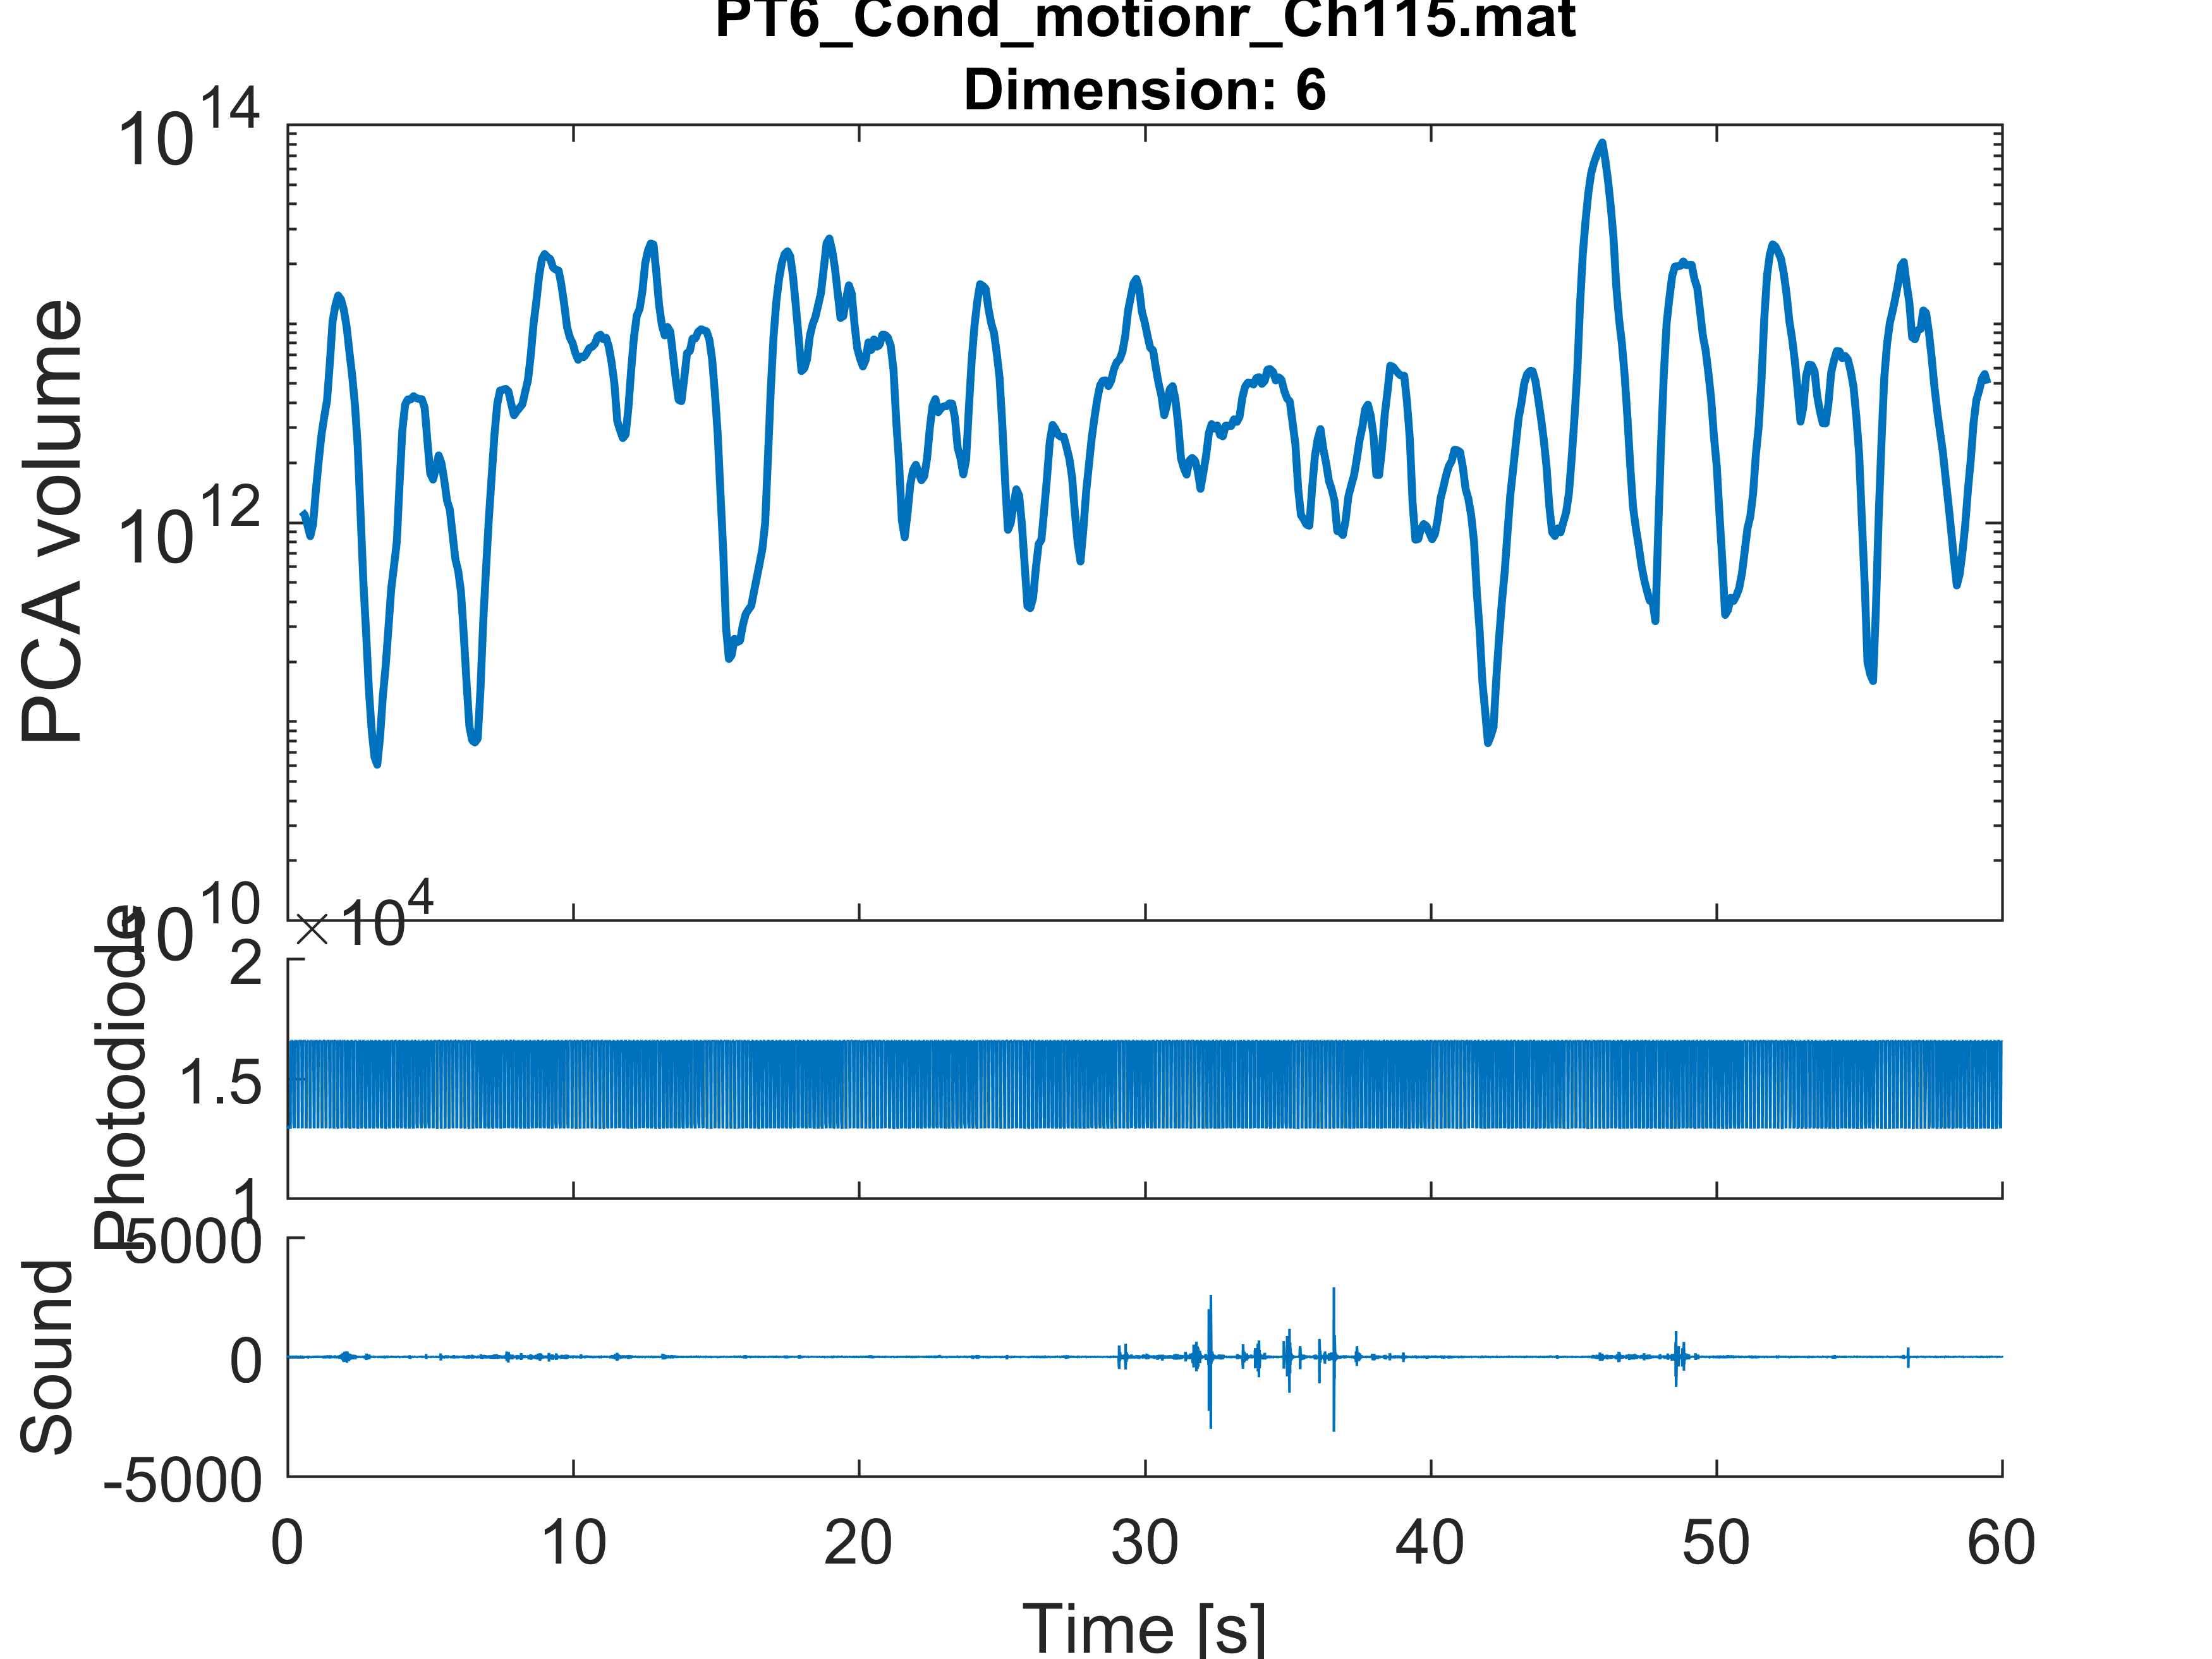 PT6_Cond_motionr_Ch115.mat
Dimension: 6
PCA volume
10^14
10^12
10^10
Photodiode
×10^4
2
1.5
1
Sound
5000
0
-5000
0 10 20 30 40 50 60
Time [s]